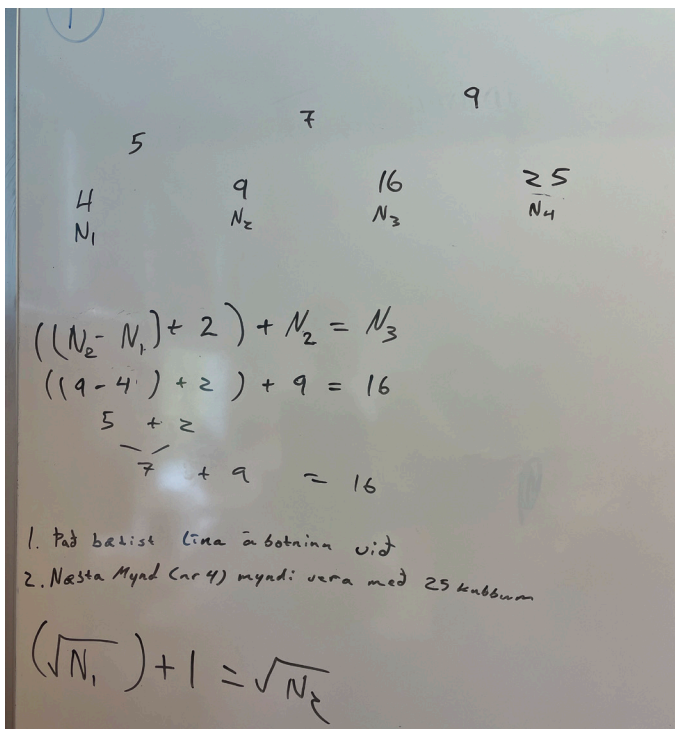 1
9
7
5
4 9 16 25
N₁ N₂ N₃ N₄
((N₂ - N₁) + 2) + N₂ = N₃
((9 - 4) + 2) + 9 = 16
5 + 2
7 + 9 = 16
1. Það bætist lína á botninn við
2. Næsta Mynd (nr 4) myndi vera með 25 kubbum
(√N₁) + 1 = √N₂